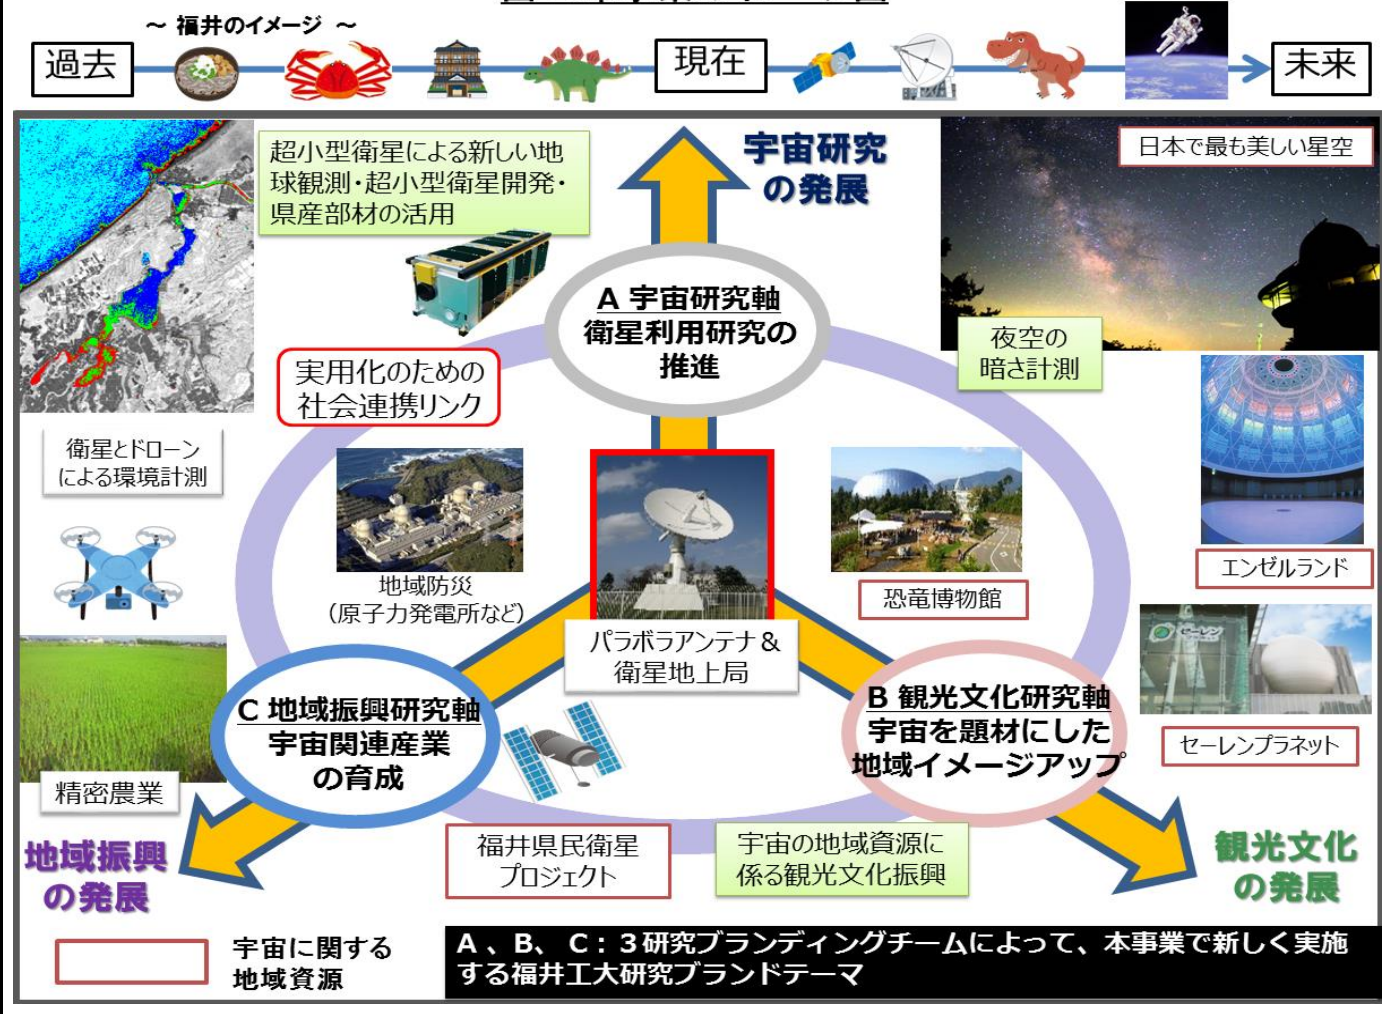 ～ 福井のイメージ ～
過去
現在
未来
超小型衛星による新しい地
球観測・超小型衛星開発・
県産部材の活用
宇宙研究
の発展
日本で最も美しい星空
A 宇宙研究軸
衛星利用研究の
推進
夜空の
暗さ計測
実用化のための
社会連携リンク
衛星とドローン
による環境計測
エンゼルランド
地域防災
（原子力発電所など）
恐竜博物館
パラボラアンテナ＆
衛星地上局
セーレン
C 地域振興研究軸
宇宙関連産業
の育成
B 観光文化研究軸
宇宙を題材にした
地域イメージアップ
セーレンプラネット
精密農業
地域振興
の発展
福井県民衛星
プロジェクト
宇宙の地域資源に
係る観光文化振興
観光文化
の発展
宇宙に関する
地域資源
A 、B、 C：３研究ブランディングチームによって、本事業で新しく実施
する福井工大研究ブランドテーマ